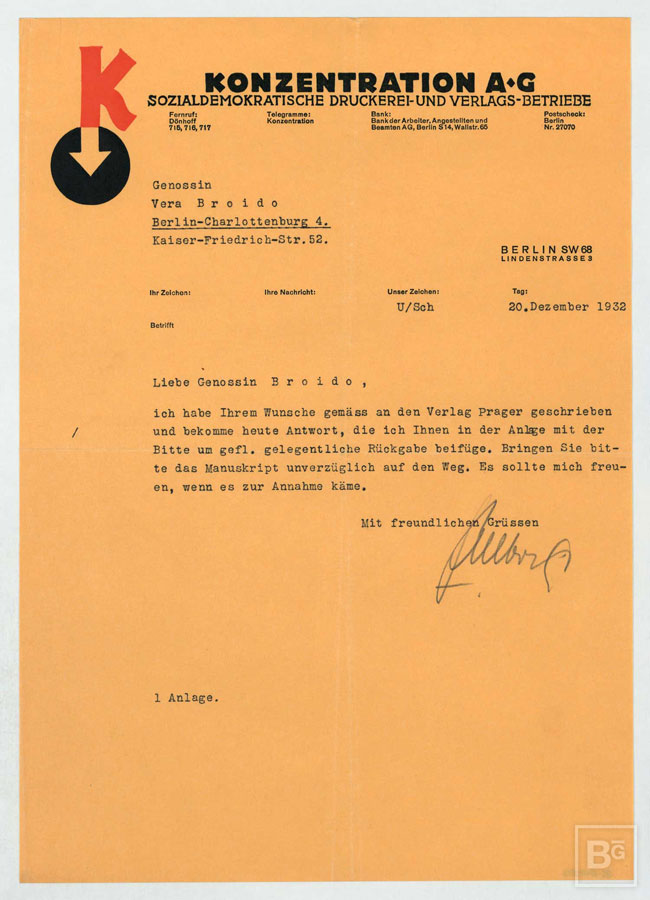 K
KONZENTRATION A•G
SOZIALDEMOKRATISCHE DRUCKEREI-UND VERLAGS-BETRIEBE
Fernruf:
Dönhoff
715, 716, 717
Telegramme:
Konzentration
Bank:
Bank der Arbeiter, Angestellten und
Beamten AG, Berlin S14, Wallstr. 65
Postscheck:
Berlin
Nr. 27070
Genossin
Vera B r o i d o
Berlin-Charlottenburg 4.
Kaiser-Friedrich-Str.52.
BERLIN SW 68
LINDENSTRASSE 3
Ihr Zeichen: Ihre Nachricht: Unser Zeichen: Tag:
U/Sch 20.Dezember 1932
Betrifft
Liebe Genossin B r o i d o ,
ich habe Ihrem Wunsche gemäss an den Verlag Prager geschrieben
und bekomme heute Antwort, die ich Ihnen in der Anlage mit der
Bitte um gefl. gelegentliche Rückgabe beifüge. Bringen Sie bit-
te das Manuskript unverzüglich auf den Weg. Es sollte mich freu-
en, wenn es zur Annahme käme.
Mit freundlichen Grüssen
1 Anlage.
BG